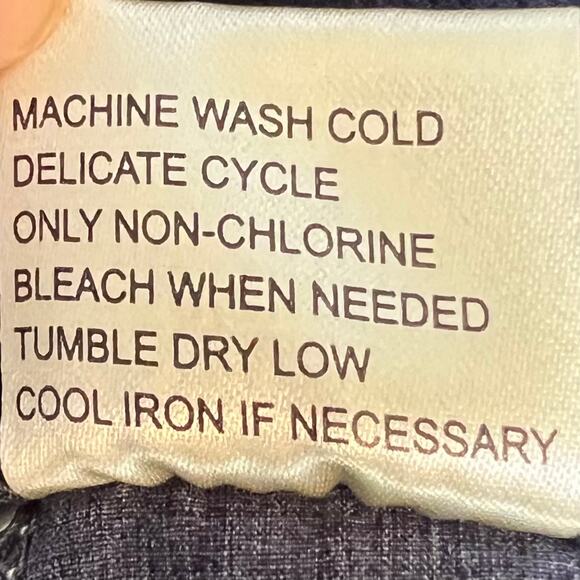 MACHINE WASH COLD
DELICATE CYCLE
ONLY NON-CHLORINE
BLEACH WHEN NEEDED
TUMBLE DRY LOW
COOL IRON IF NECESSARY